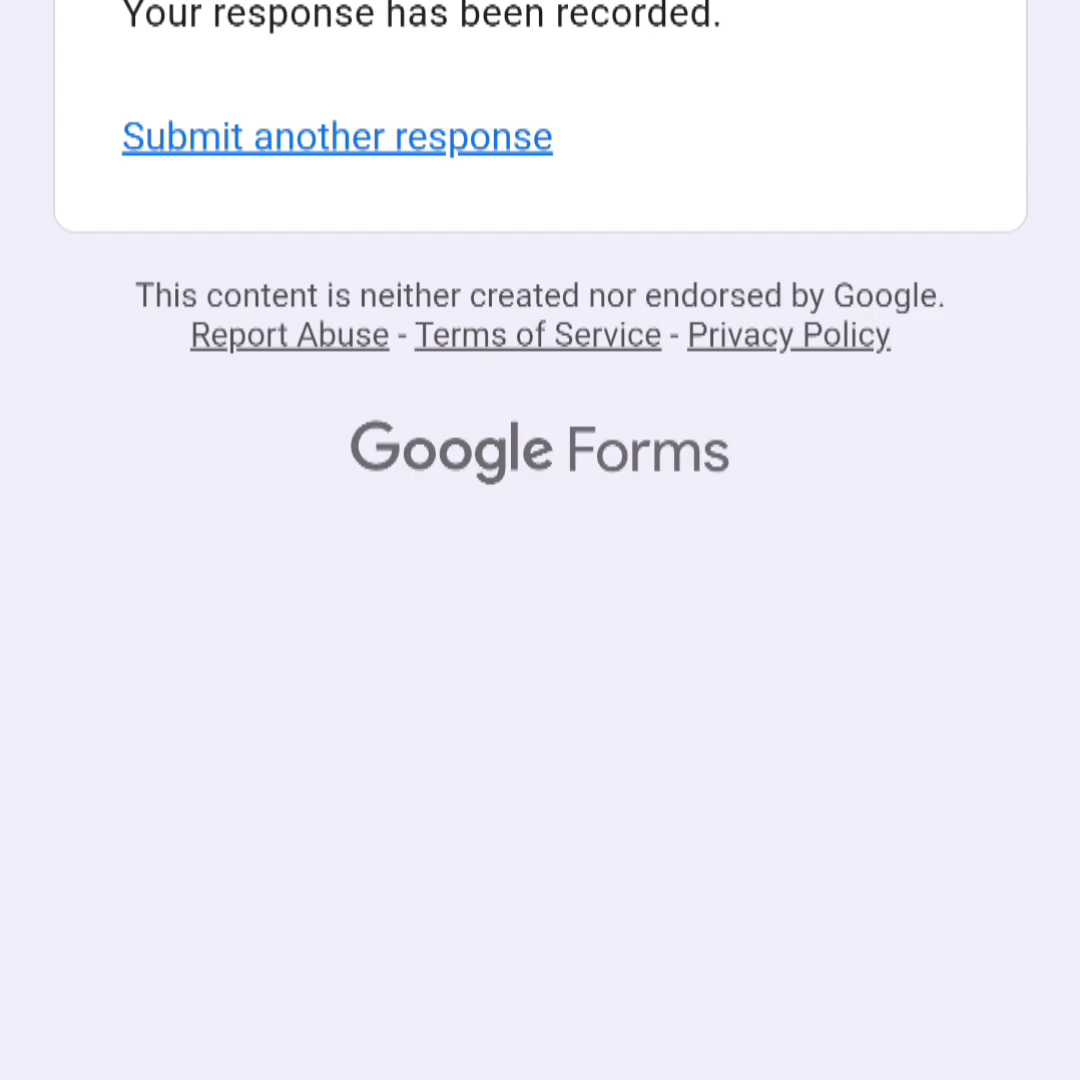 Your response has been recorded.
Submit another response
This content is neither created nor endorsed by Google.
Report Abuse - Terms of Service - Privacy Policy
Google Forms